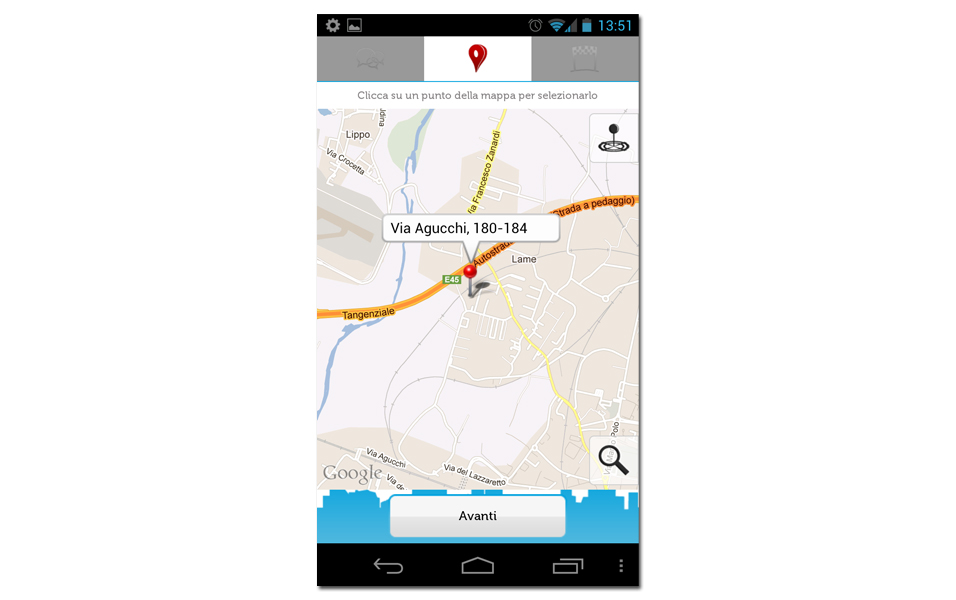 13:51
Clicca su un punto della mappa per selezionarlo
Lippo
Via Crocetta
Via Francesco Zanardi
(Strada a pedaggio)
Via Agucchi, 180-184
Autostrada
Lame
E45
Tangenziale
Polo
Via Agucchi
Via del Lazzaretto
Google
Avanti